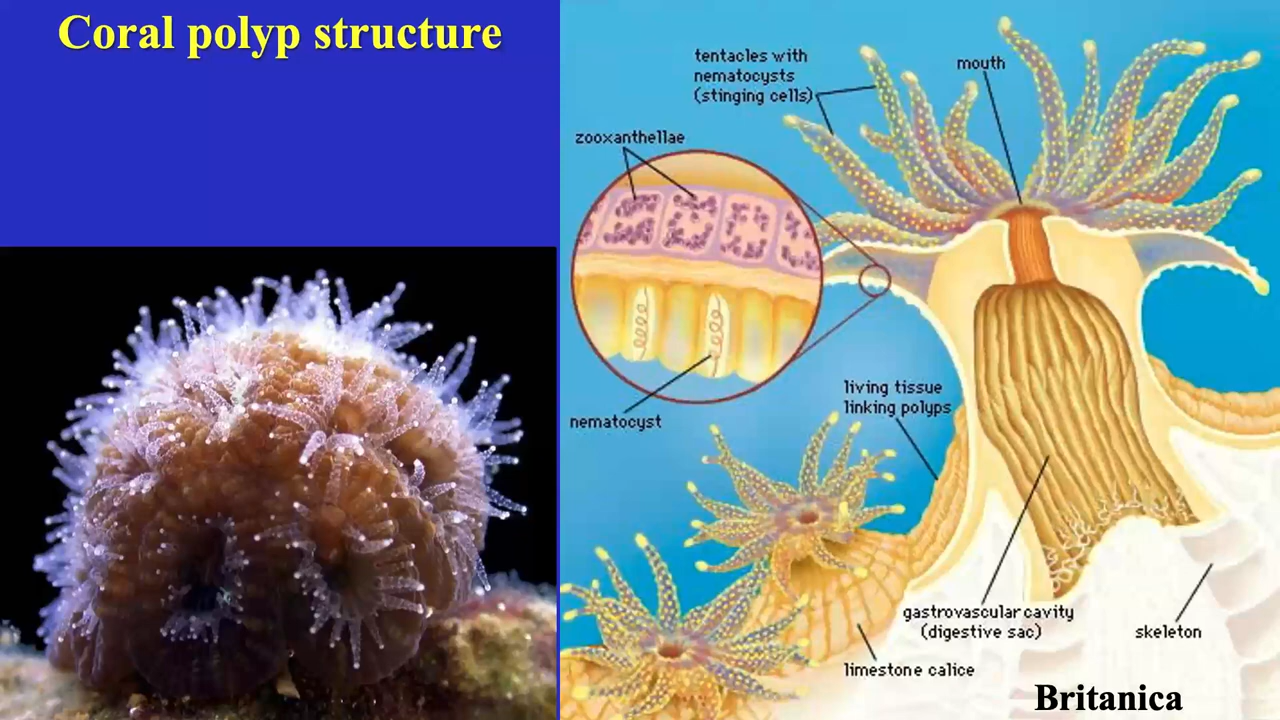 Coral polyp structure
tentacles with
nematocysts
(stinging cells)
mouth
zooxanthellae
nematocyst
living tissue
linking polyps
gastrovascular cavity
(digestive sac)
skeleton
limestone calice
Britanica